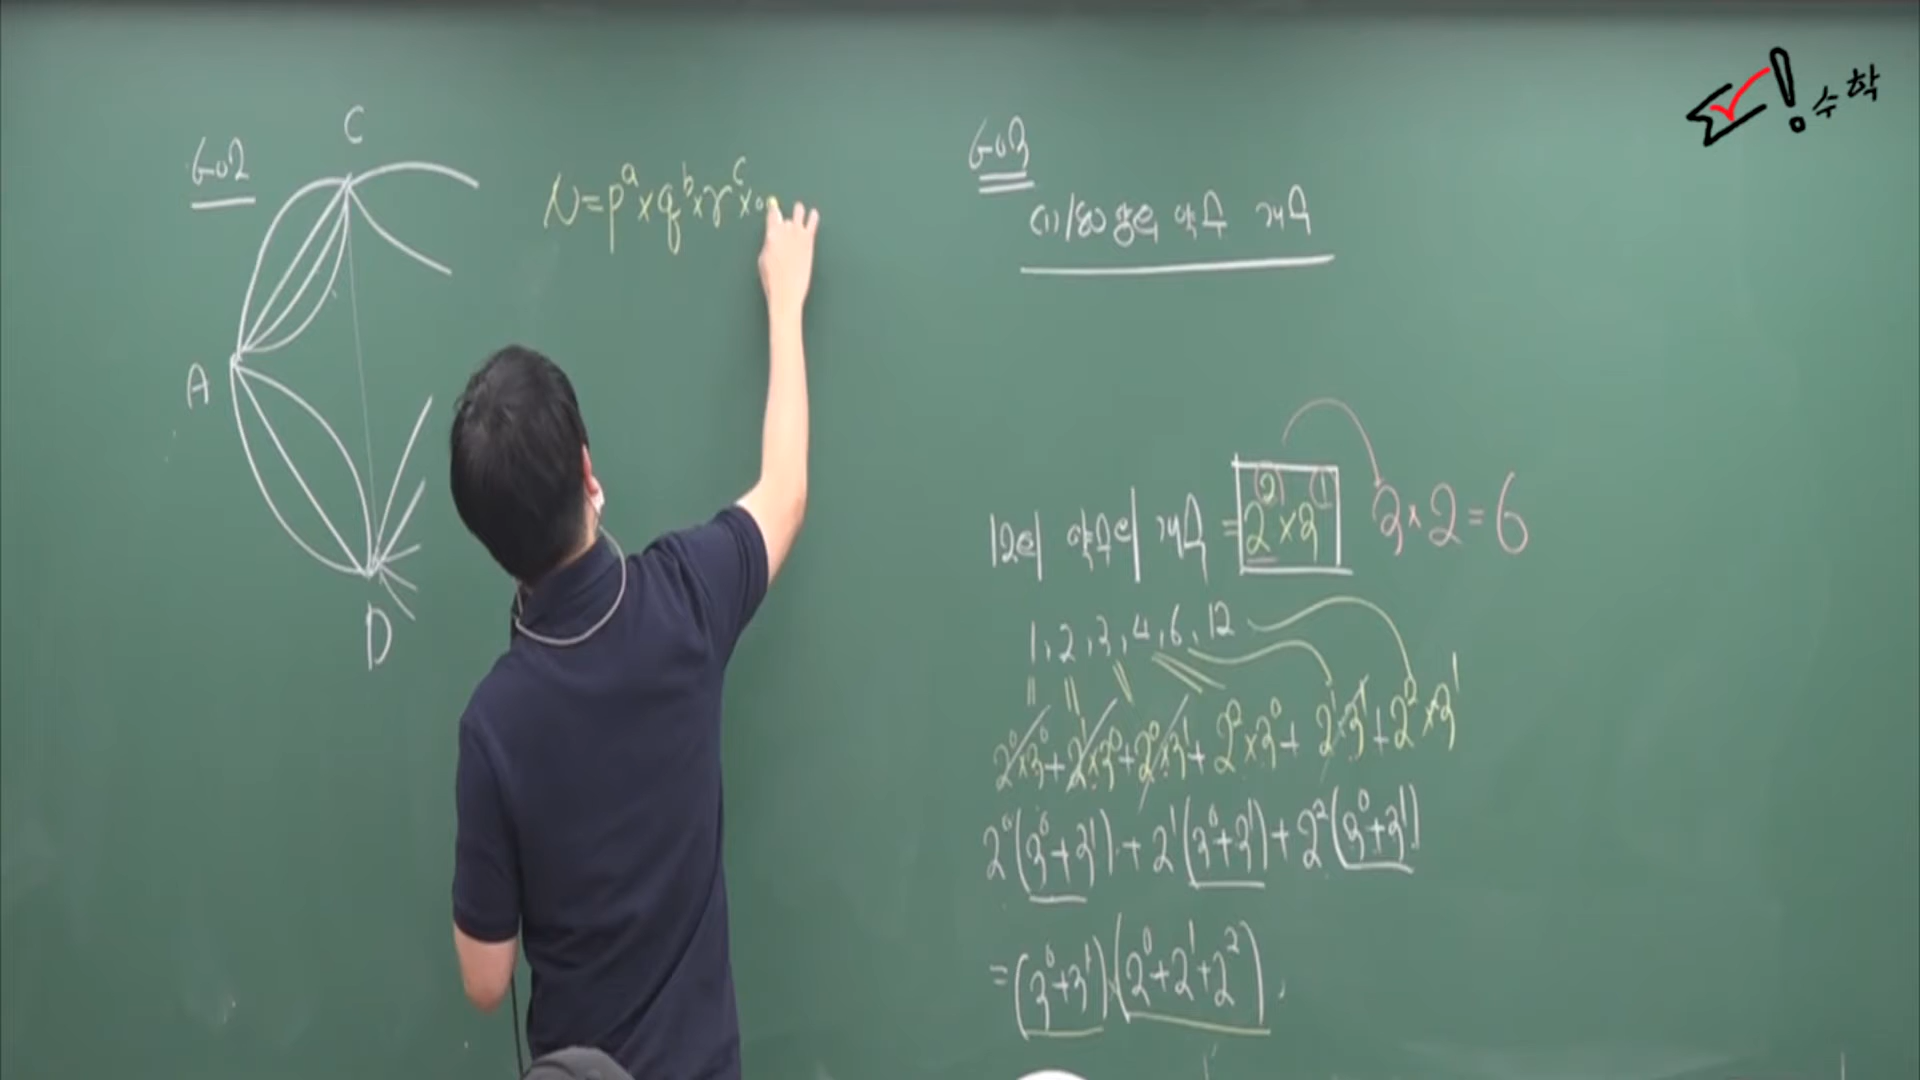 602
C
A
D
N=p^a×q^b×r^c×
603
(1) 180 약수 개수
12의 약수의 개수 = 2^2×3^1 3×2=6
1, 2, 3, 4, 6, 12
2^0×3^0+2^1×3^0+2^0×3^1+2^2×3^0+2^1×3^1+2^2×3^1
2^0(3^0+3^1)+2^1(3^0+3^1)+2^2(3^0+3^1)
=(3^0+3^1)(2^0+2^1+2^2).
수학